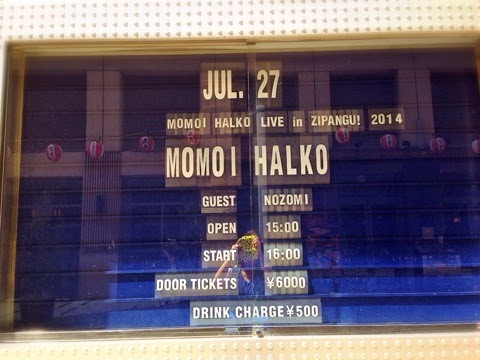 JUL. 27
MOMOI HALKO LIVE in ZIPANGU! 2014
MOMOI HALKO
GUEST NOZOMI
OPEN 15:00
START 16:00
DOOR TICKETS ¥6000
DRINK CHARGE¥500